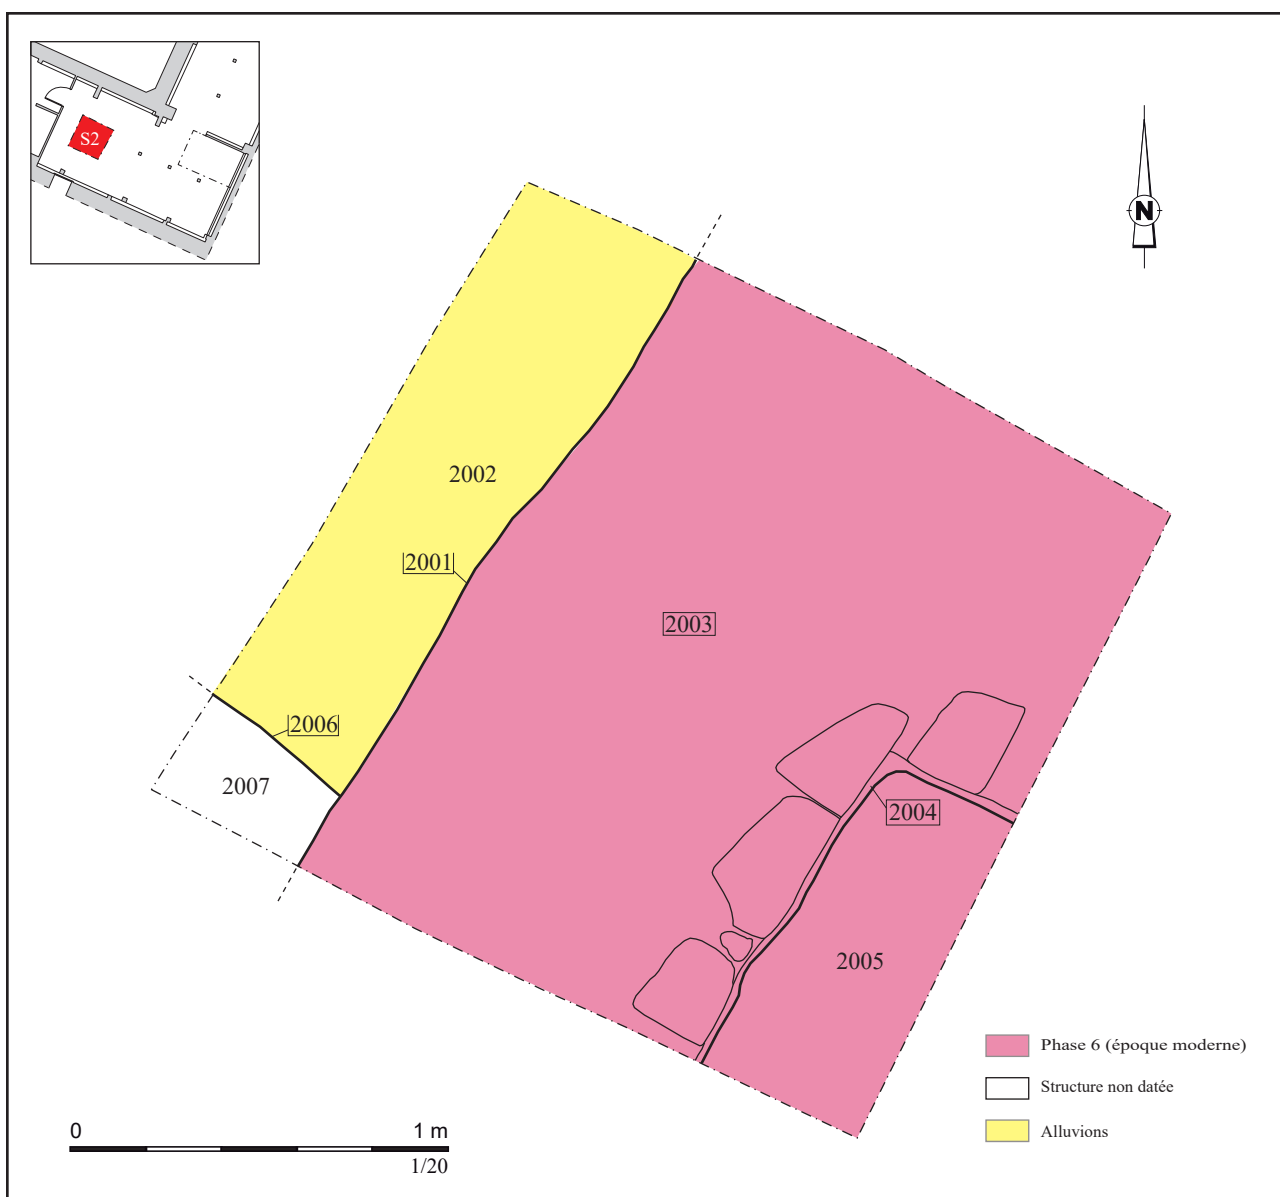 S2
N
2002
2001
2003
2006
2007
2004
2005
Phase 6 (époque moderne)
Structure non datée
Alluvions
0 1 m
1/20